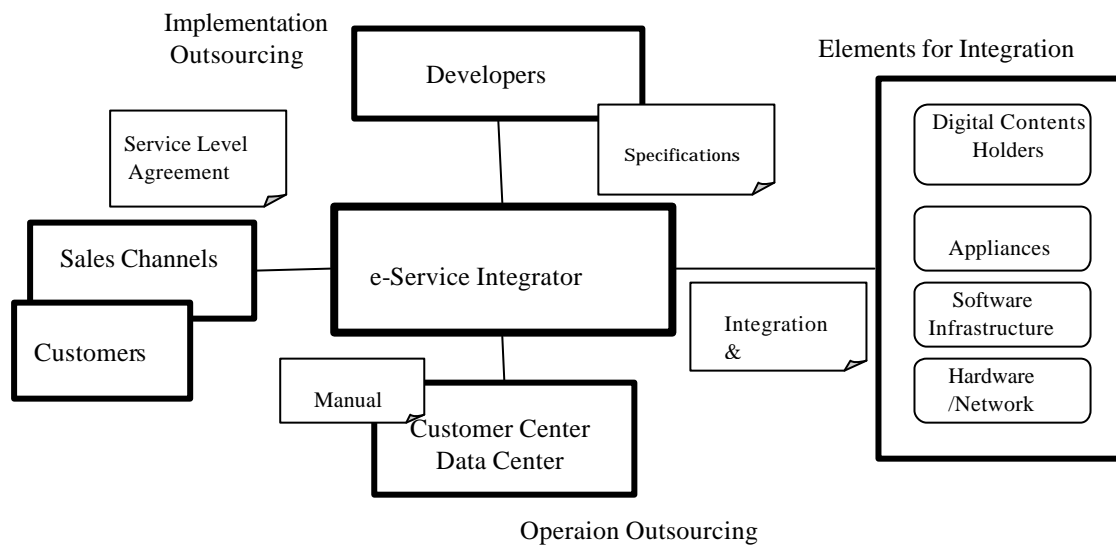 Implementation
Outsourcing
Developers
Elements for Integration
Service Level
Agreement
Specifications
Digital Contents
Holders
Sales Channels
Customers
e-Service Integrator
Appliances
Integration
&
Software
Infrastructure
Manual
Hardware
/Network
Customer Center
Data Center
Operaion Outsourcing